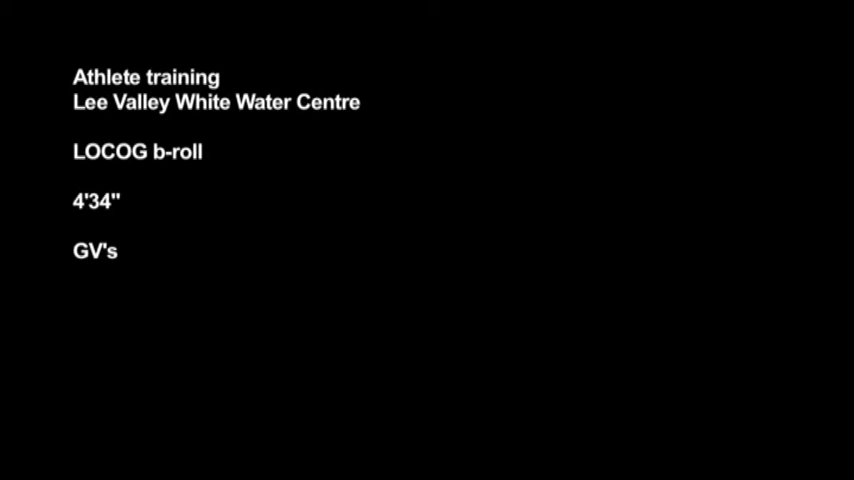 Athlete training
Lee Valley White Water Centre
LOCOG b-roll
4'34"
GV's